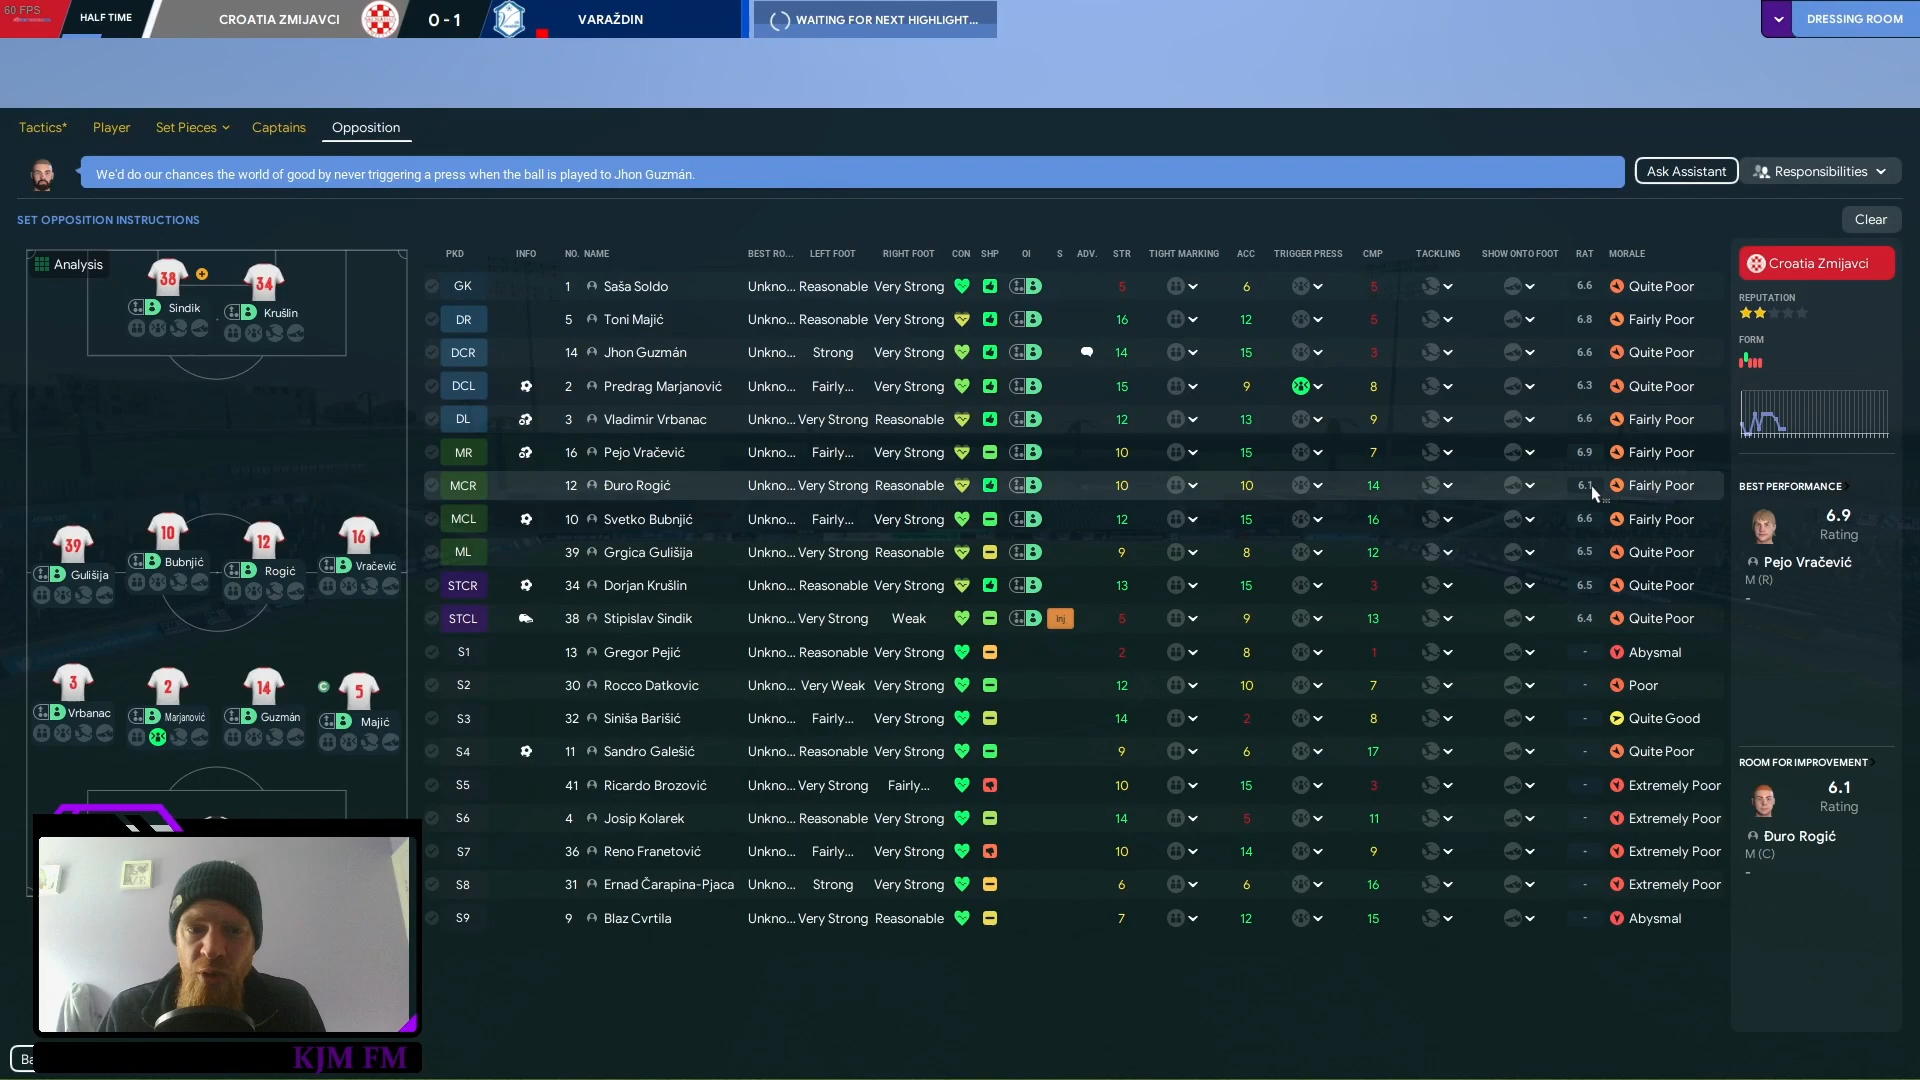 60 FPS
HALF TIME
CROATIA ZMIJAVCI
0 - 1
VARAŽDIN
WAITING FOR NEXT HIGHLIGHT...
DRESSING ROOM
Tactics* Player Set Pieces Captains Opposition
We'd do our chances the world of good by never triggering a press when the ball is played to Jhon Guzmán.
Ask Assistant
Responsibilities
SET OPPOSITION INSTRUCTIONS
Clear
Analysis
38
34
Sindik
Krušlin
39
10
12
16
Gulišija
Bubnjić
Rogić
Vračević
3
2
14
C
5
Vrbanac
Marjanović
Guzmán
Majić
PKD INFO NO. NAME BEST RO... LEFT FOOT RIGHT FOOT CON SHP OI S ADV. STR TIGHT MARKING ACC TRIGGER PRESS CMP TACKLING SHOW ONTO FOOT RAT MORALE
GK 1 Saša Soldo Unkno... Reasonable Very Strong 5 6 5 6.6 Quite Poor
DR 5 Toni Majić Unkno... Reasonable Very Strong 16 12 5 6.8 Fairly Poor
DCR 14 Jhon Guzmán Unkno... Strong Very Strong 14 15 3 6.6 Quite Poor
DCL 2 Predrag Marjanović Unkno... Fairly... Very Strong 15 9 8 6.3 Quite Poor
DL 3 Vladimir Vrbanac Unkno... Very Strong Reasonable 12 13 9 6.6 Fairly Poor
MR 16 Pejo Vračević Unkno... Fairly... Very Strong 10 15 7 6.9 Fairly Poor
MCR 12 Đuro Rogić Unkno... Very Strong Reasonable 10 10 14 6.1 Fairly Poor
MCL 10 Svetko Bubnjić Unkno... Fairly... Very Strong 12 15 16 6.6 Fairly Poor
ML 39 Grgica Gulišija Unkno... Very Strong Reasonable 9 8 12 6.5 Quite Poor
STCR 34 Dorjan Krušlin Unkno... Reasonable Very Strong 13 15 3 6.5 Quite Poor
STCL 38 Stipislav Sindik Unkno... Very Strong Weak Inj 5 9 13 6.4 Quite Poor
S1 13 Gregor Pejić Unkno... Reasonable Very Strong 2 8 1 - Abysmal
S2 30 Rocco Datkovic Unkno... Very Weak Very Strong 12 10 7 - Poor
S3 32 Siniša Barišić Unkno... Fairly... Very Strong 14 2 8 - Quite Good
S4 11 Sandro Galešić Unkno... Reasonable Very Strong 9 6 17 - Quite Poor
S5 41 Ricardo Brozović Unkno... Very Strong Fairly... 10 15 3 - Extremely Poor
S6 4 Josip Kolarek Unkno... Reasonable Very Strong 14 5 11 - Extremely Poor
S7 36 Reno Franetović Unkno... Fairly... Very Strong 10 14 9 - Extremely Poor
S8 31 Ernad Čarapina-Pjaca Unkno... Strong Very Strong 6 6 16 - Extremely Poor
S9 9 Blaz Cvrtila Unkno... Very Strong Reasonable 7 12 15 - Abysmal
Croatia Zmijavci
REPUTATION
FORM
BEST PERFORMANCE
6.9
Rating
Pejo Vračević
M (R)
-
ROOM FOR IMPROVEMENT
6.1
Rating
Đuro Rogić
M (C)
-
KJM FM